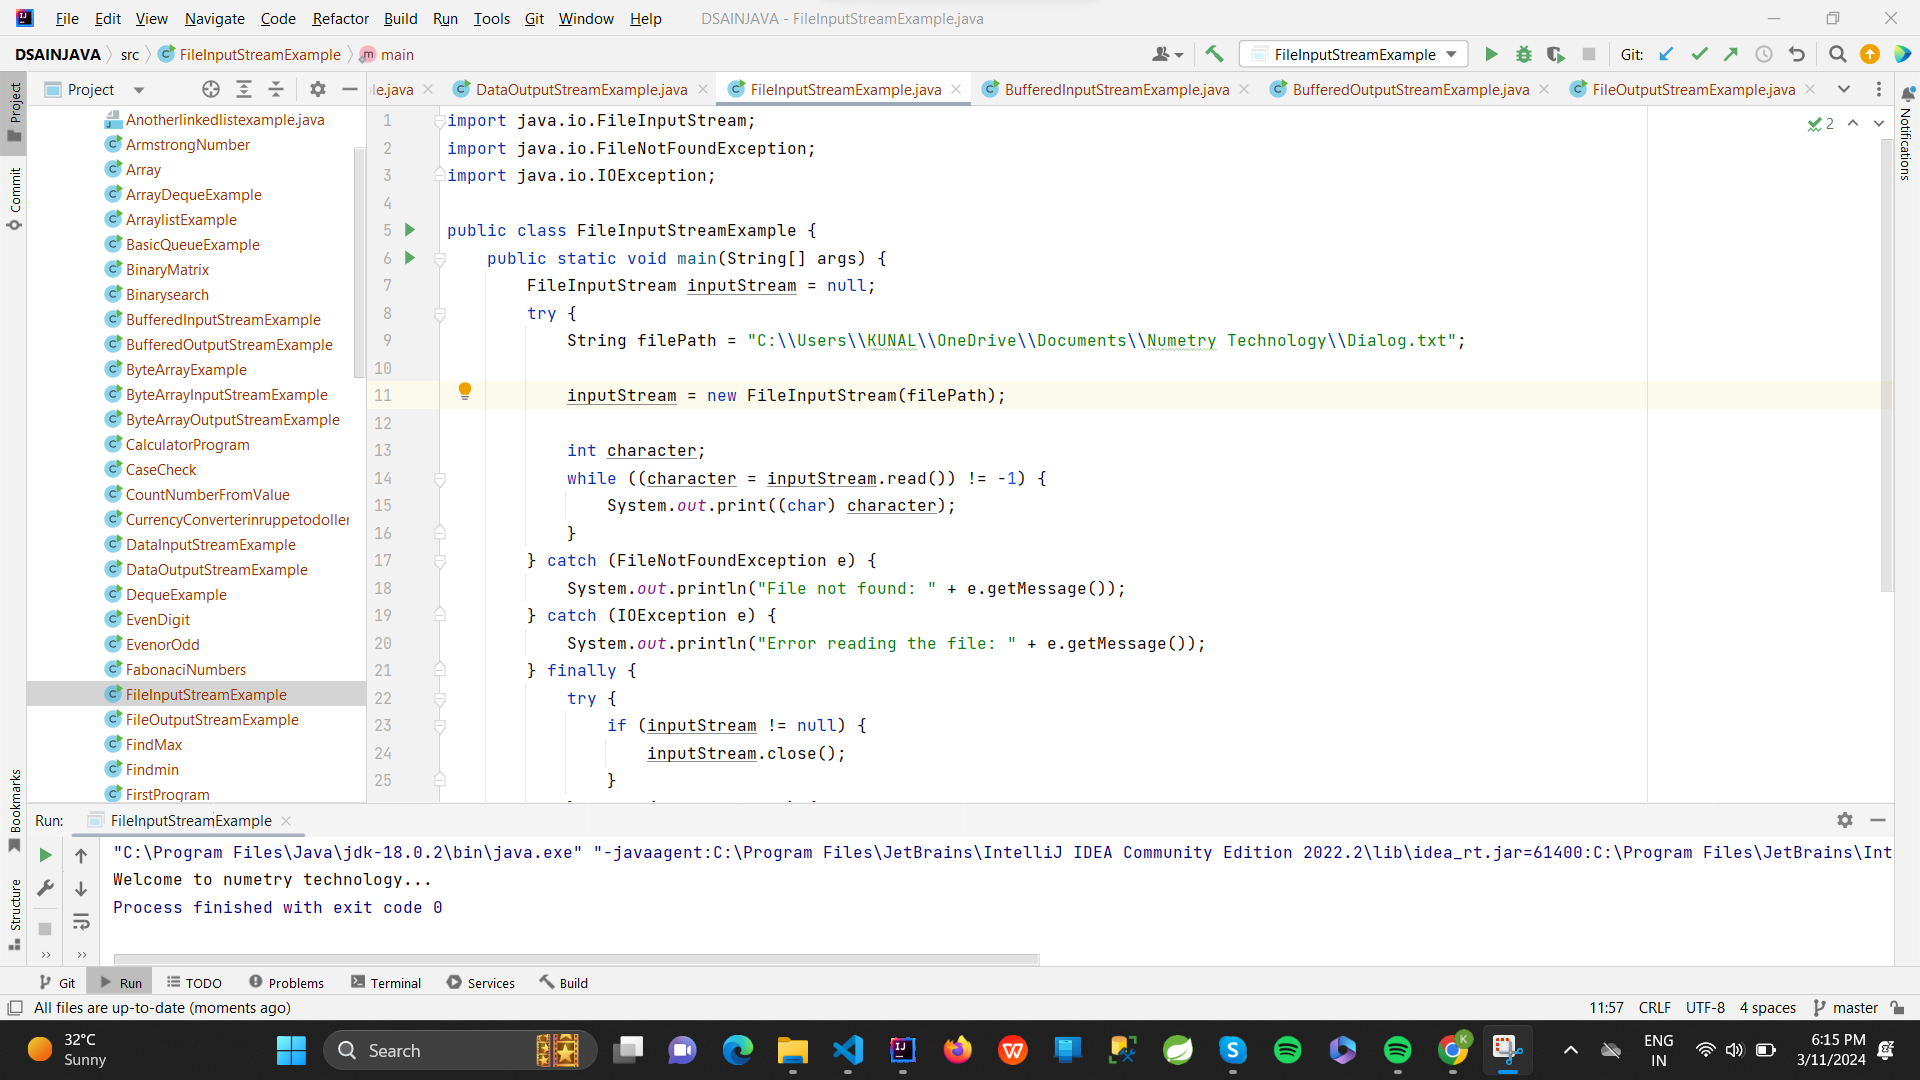 File Edit View Navigate Code Refactor Build Run Tools Git Window Help DSAINJAVA - FileInputStreamExample.java
DSAINJAVA src FileInputStreamExample main FileInputStreamExample Git:
Project le.java DataOutputStreamExample.java FileInputStreamExample.java BufferedInputStreamExample.java BufferedOutputStreamExample.java FileOutputStreamExample.java
Project
Commit
Bookmarks
Structure
Notifications
Anotherlinkedlistexample.java
ArmstrongNumber
Array
ArrayDequeExample
ArraylistExample
BasicQueueExample
BinaryMatrix
Binarysearch
BufferedInputStreamExample
BufferedOutputStreamExample
ByteArrayExample
ByteArrayInputStreamExample
ByteArrayOutputStreamExample
CalculatorProgram
CaseCheck
CountNumberFromValue
CurrencyConverterinruppetodoller
DataInputStreamExample
DataOutputStreamExample
DequeExample
EvenDigit
EvenorOdd
FabonaciNumbers
FileInputStreamExample
FileOutputStreamExample
FindMax
Findmin
FirstProgram
2
1 import java.io.FileInputStream;
2 import java.io.FileNotFoundException;
3 import java.io.IOException;
4
5 public class FileInputStreamExample {
6 public static void main(String[] args) {
7 FileInputStream inputStream = null;
8 try {
9 String filePath = "C:\\Users\\KUNAL\\OneDrive\\Documents\\Numetry Technology\\Dialog.txt";
10
11 inputStream = new FileInputStream(filePath);
12
13 int character;
14 while ((character = inputStream.read()) != -1) {
15 System.out.print((char) character);
16 }
17 } catch (FileNotFoundException e) {
18 System.out.println("File not found: " + e.getMessage());
19 } catch (IOException e) {
20 System.out.println("Error reading the file: " + e.getMessage());
21 } finally {
22 try {
23 if (inputStream != null) {
24 inputStream.close();
25 }
Run: FileInputStreamExample
"C:\Program Files\Java\jdk-18.0.2\bin\java.exe" "-javaagent:C:\Program Files\JetBrains\IntelliJ IDEA Community Edition 2022.2\lib\idea_rt.jar=61400:C:\Program Files\JetBrains\Int
Welcome to numetry technology...
Process finished with exit code 0
Git Run TODO Problems Terminal Services Build
All files are up-to-date (moments ago) 11:57 CRLF UTF-8 4 spaces master
32°C
Sunny
Search
ENG
IN
6:15 PM
3/11/2024